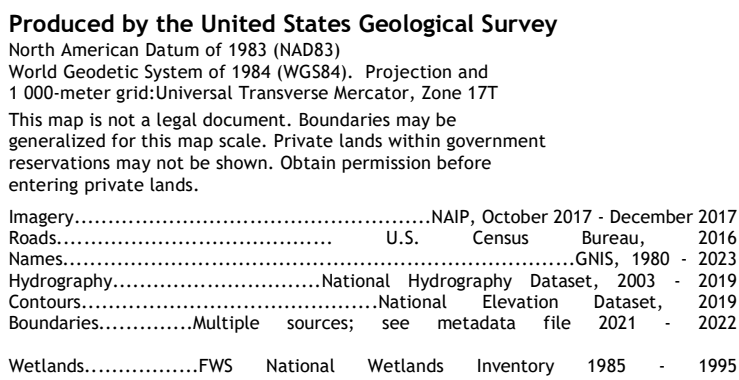 Produced by the United States Geological Survey
North American Datum of 1983 (NAD83)
World Geodetic System of 1984 (WGS84).  Projection and
1 000-meter grid:Universal Transverse Mercator, Zone 17T
This map is not a legal document. Boundaries may be
generalized for this map scale. Private lands within government
reservations may not be shown. Obtain permission before
entering private lands.
Imagery.....................................................NAIP, October 2017 - December 2017
Roads......................................... U.S. Census Bureau, 2016
Names............................................................................GNIS, 1980 - 2023
Hydrography...............................National Hydrography Dataset, 2003 - 2019
Contours............................................National Elevation Dataset, 2019
Boundaries..............Multiple sources; see metadata file 2021 - 2022
Wetlands.................FWS National Wetlands Inventory 1985 - 1995